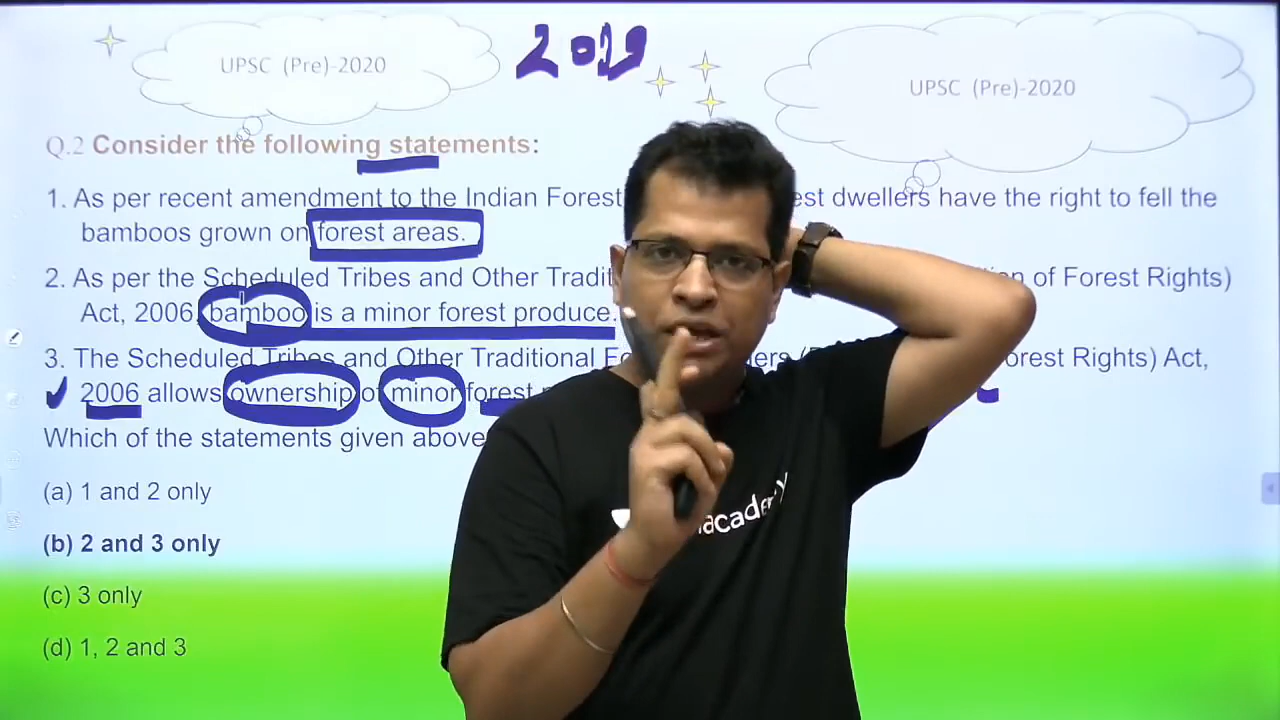 UPSC (Pre)-2020
2019
UPSC (Pre)-2020
Q.2 Consider the following statements:
1. As per recent amendment to the Indian Forest dwellers have the right to fell the
bamboos grown on forest areas.
2. As per the Scheduled Tribes and Other of Forest Rights)
Act, 2006, bamboo is a minor forest produce.
3. The Scheduled Tribes and Other Traditional Rights) Act,
2006 allows ownership of minor forest
Which of the statements given above
(a) 1 and 2 only
(b) 2 and 3 only
(c) 3 only
(d) 1, 2 and 3